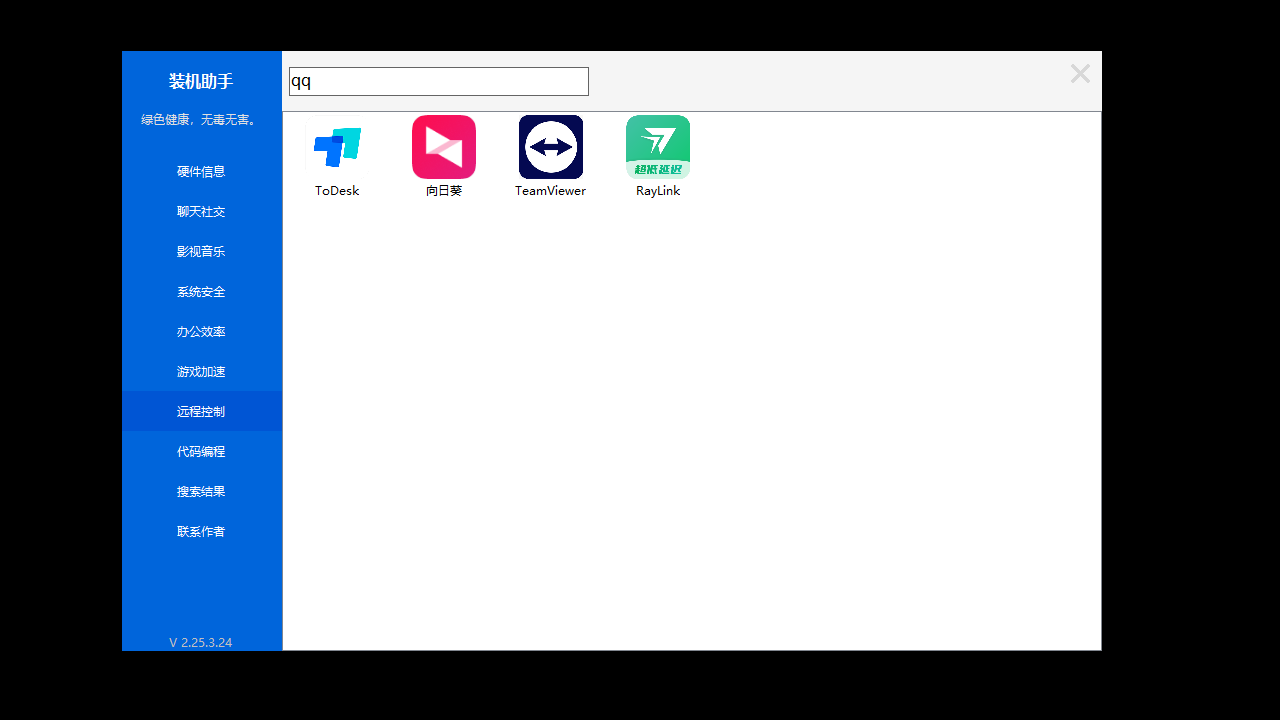 装机助手
绿色健康，无毒无害。
硬件信息
聊天社交
影视音乐
系统安全
办公效率
游戏加速
远程控制
代码编程
搜索结果
联系作者
V 2.25.3.24
qq
超低延迟
ToDesk 向日葵 TeamViewer RayLink